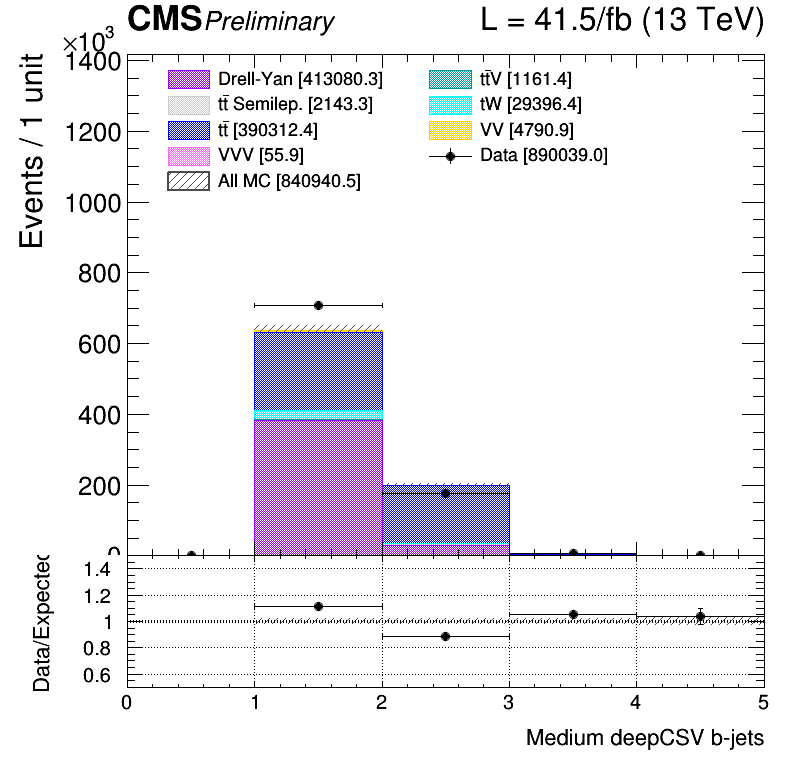 CMS Preliminary L = 41.5/fb (13 TeV)
×10³
Events / 1 unit
1400
1200
1000
800
600
400
200
0
Drell-Yan [413080.3]
tt̄ Semilep. [2143.3]
tt̄ [390312.4]
VVV [55.9]
All MC [840940.5]
tt̄V [1161.4]
tW [29396.4]
VV [4790.9]
Data [890039.0]
Data/Expected
1.4
1.2
1
0.8
0.6
0 1 2 3 4 5
Medium deepCSV b-jets